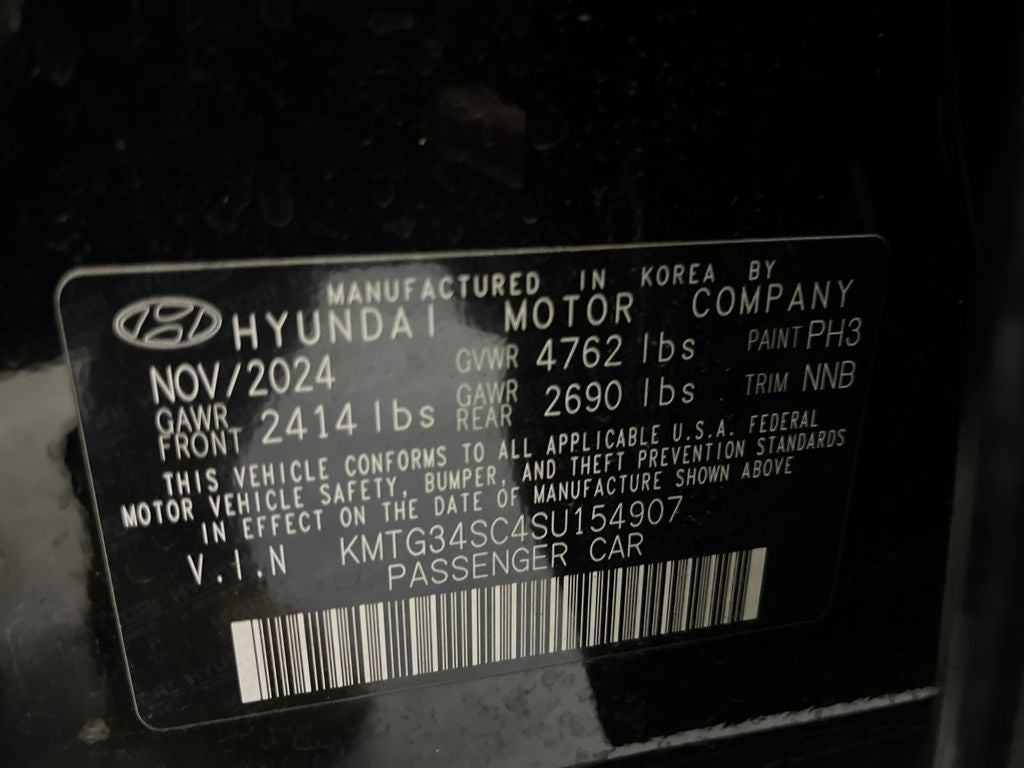 MANUFACTURED IN KOREA BY
HYUNDAI MOTOR COMPANY
NOV/2024 GVWR 4762 lbs PAINT PH3
GAWR FRONT 2414 lbs GAWR REAR 2690 lbs TRIM NNB
THIS VEHICLE CONFORMS TO ALL APPLICABLE U.S.A. FEDERAL
MOTOR VEHICLE SAFETY, BUMPER, AND THEFT PREVENTION STANDARDS
IN EFFECT ON THE DATE OF MANUFACTURE SHOWN ABOVE
V.I.N KMTG34SC4SU154907
PASSENGER CAR